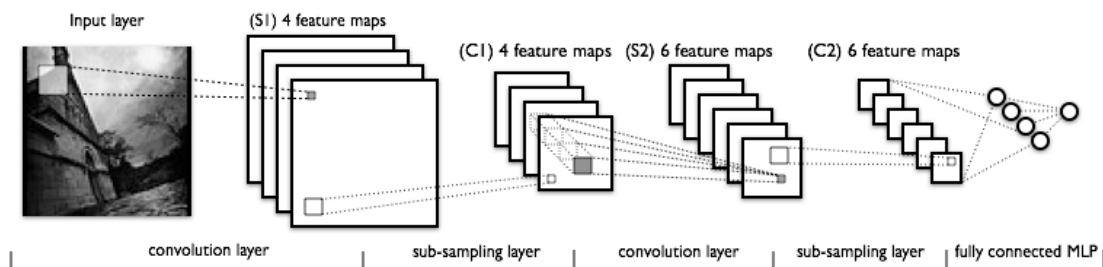 Input layer
(S1) 4 feature maps
(C1) 4 feature maps
(S2) 6 feature maps
(C2) 6 feature maps
convolution layer
sub-sampling layer
convolution layer
sub-sampling layer
fully connected MLP